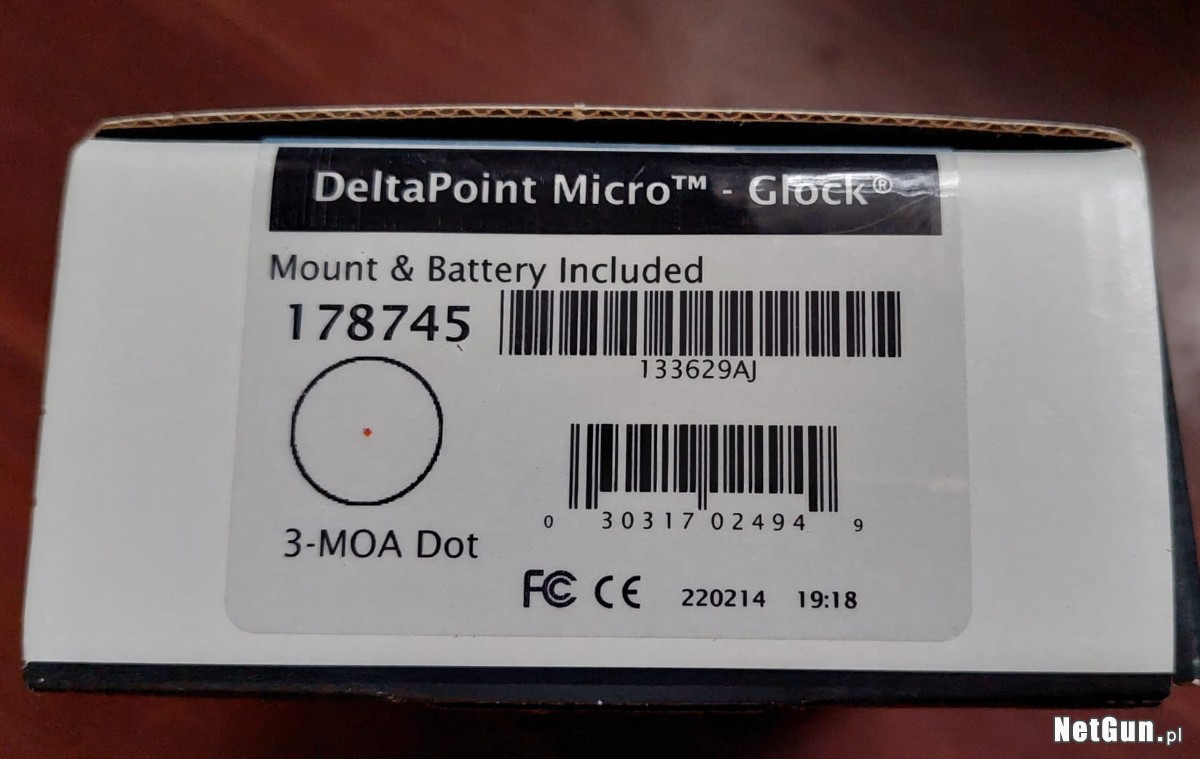 DeltaPoint Micro™ - Glock®
Mount & Battery Included
178745
133629AJ
3-MOA Dot
0 30317 02494 9
FC CE 220214 19:18
NetGun.pl